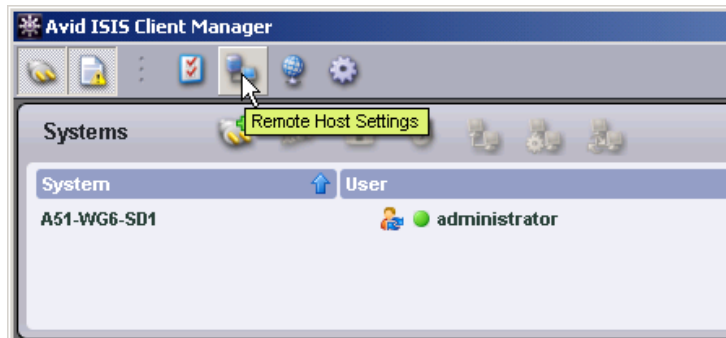 Avid ISIS Client Manager
Remote Host Settings
Systems
System User
A51-WG6-SD1 administrator